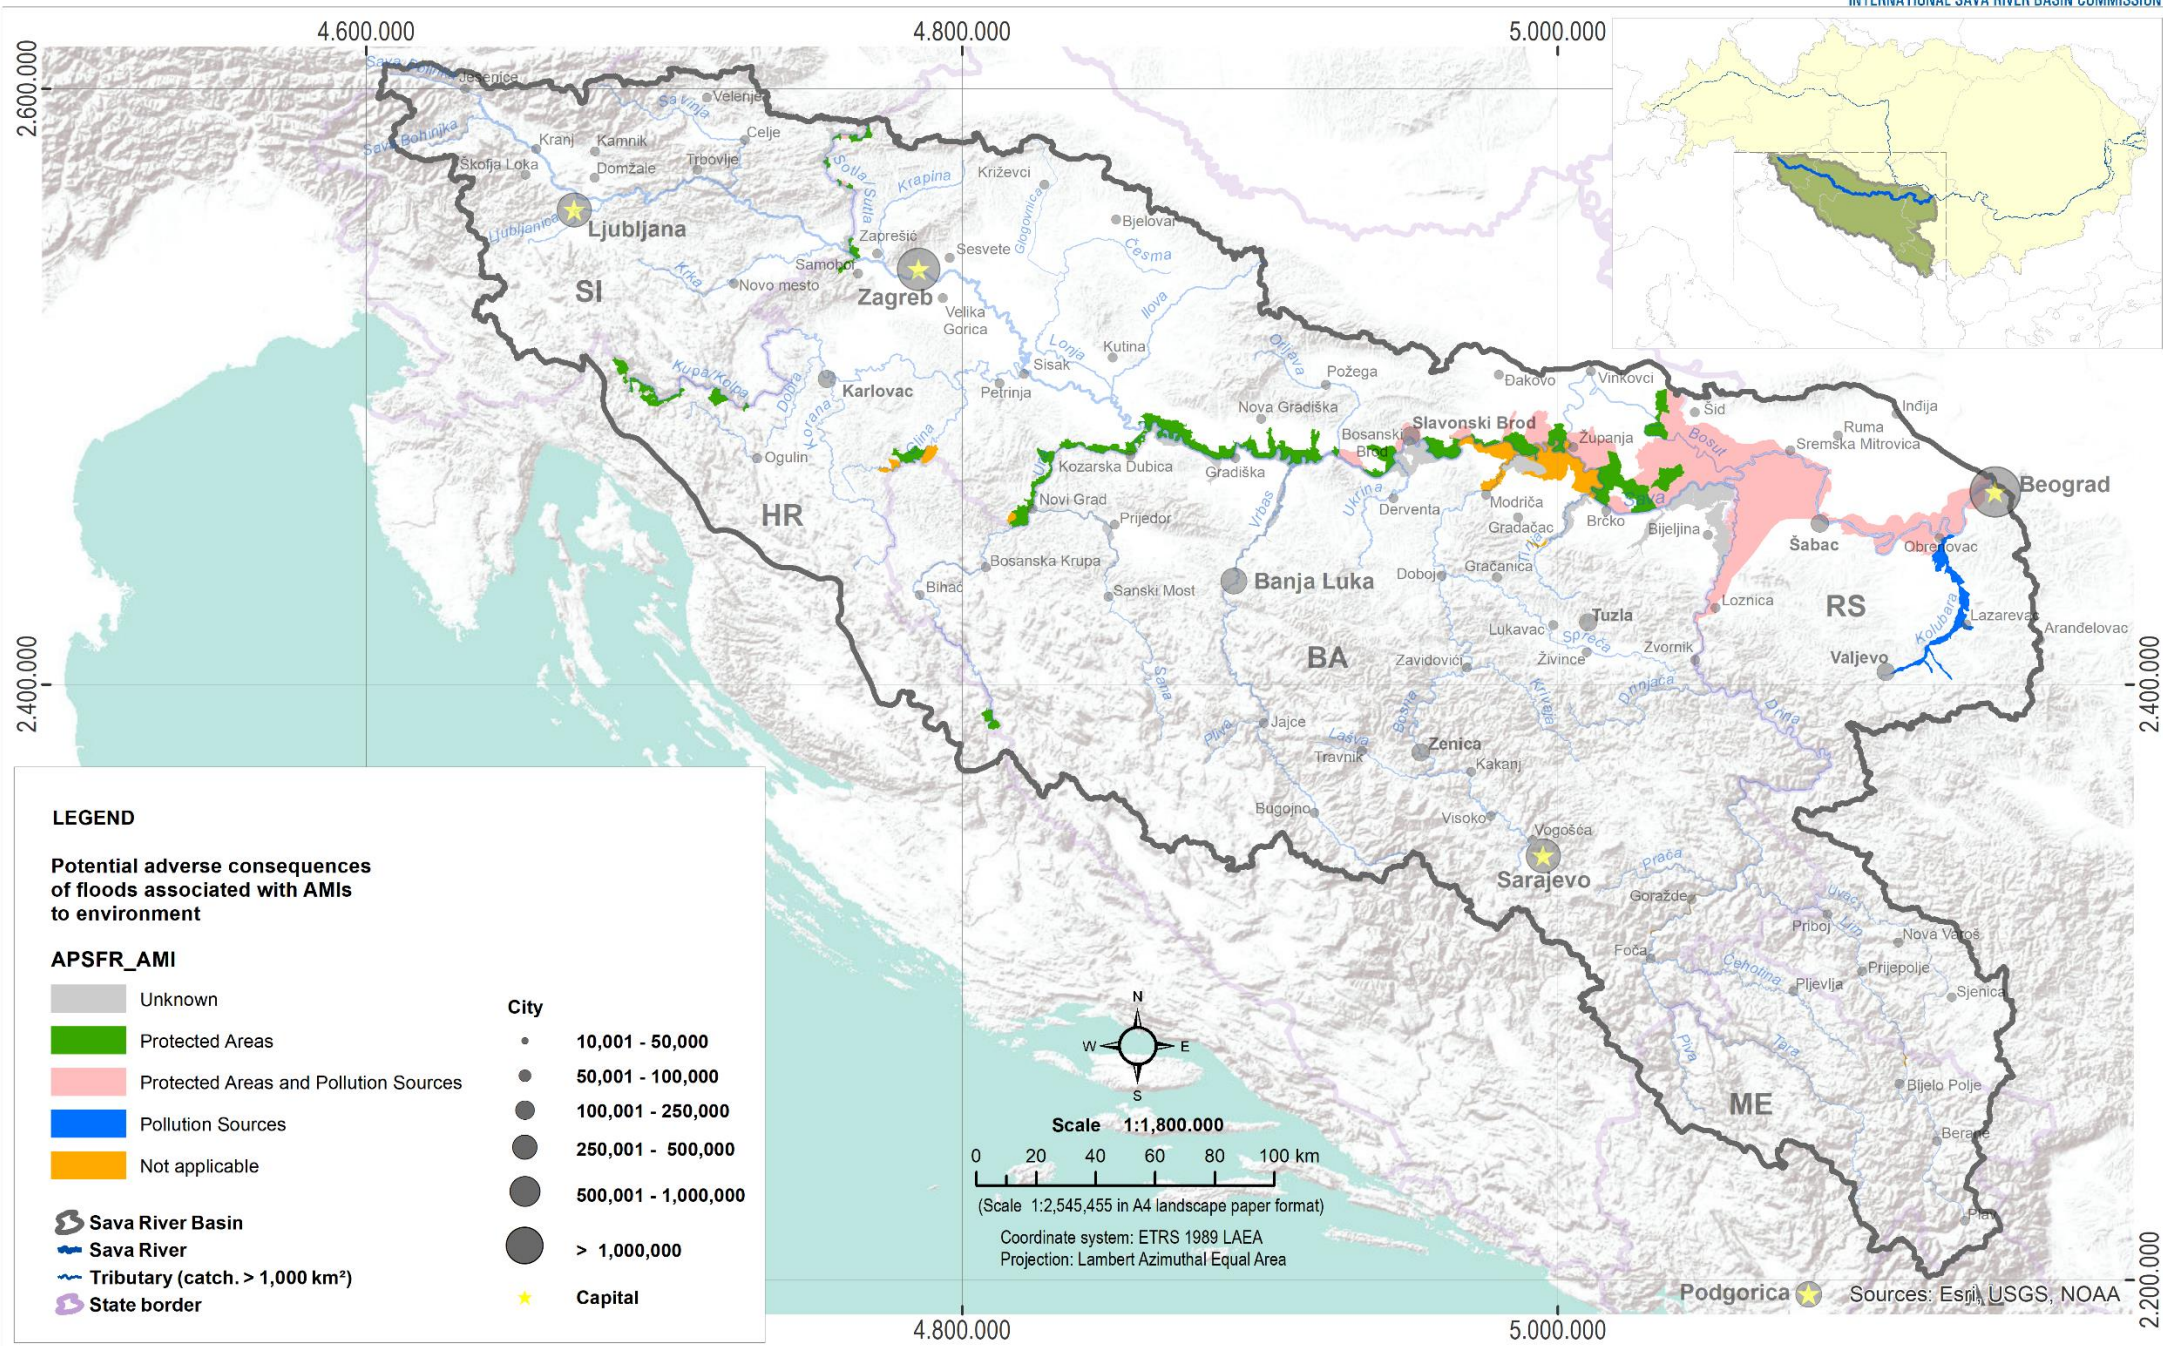 INTERNATIONAL SAVA RIVER BASIN COMMISSION
4.600.000
4.800.000
5.000.000
2.600.000
2.400.000
2.400.000
2.200.000
4.800.000
5.000.000
Sava Dolinka
Jesenice
Savinja
Velenje
Sava Bohinjka
Kranj
Kamnik
Celje
Škofja Loka
Domžale
Trbovlje
Sotla/Sutla
Krapina
Križevci
Ljubljanica
Ljubljana
Glogovnica
Bjelovar
Zaprešić
Sesvete
Česma
Samobor
Krka
Novo mesto
SI
Zagreb
Velika
Gorica
Ilova
Lonja
Kutina
Sisak
Orljava
Požega
Đakovo
Vinkovci
Kupa/Kolpa
Dobra
Karlovac
Petrinja
Korana
Nova Gradiška
Slavonski Brod
Bosanski
Brod
Županja
Šid
Inđija
Ruma
Sremska Mitrovica
Bosut
Glina
Ogulin
Una
Kozarska Dubica
Gradiška
Beograd
HR
Novi Grad
Prijedor
Vrbas
Ukrina
Derventa
Modriča
Gradačac
Brčko
Sava
Bijeljina
Šabac
Obrenovac
Tinja
Bosanska Krupa
Bihać
Sanski Most
Banja Luka
Doboj
Gračanica
Loznica
RS
Kolubara
Lazarevac
Aranđelovac
Tuzla
Lukavac
Spreča
Živince
Zvornik
Valjevo
BA
Zavidovići
Sana
Krivaja
Drinjača
Drina
Bosna
Pliva
Jajce
Lašva
Travnik
Zenica
Kakanj
Bugojno
Visoko
Vogošća
Sarajevo
Prača
Goražde
Uvac
Lim
Priboj
Nova Varoš
Foča
Ćehotina
Pljevlja
Prijepolje
Sjenica
Piva
Tara
Bijelo Polje
ME
Berane
Plav
Podgorica
Sources: Esri, USGS, NOAA
LEGEND
Potential adverse consequences
of floods associated with AMIs
to environment
APSFR_AMI
Unknown
Protected Areas
Protected Areas and Pollution Sources
Pollution Sources
Not applicable
Sava River Basin
Sava River
Tributary (catch. > 1,000 km²)
State border
City
10,001 - 50,000
50,001 - 100,000
100,001 - 250,000
250,001 - 500,000
500,001 - 1,000,000
> 1,000,000
Capital
N
W
E
S
Scale 1:1,800.000
0 20 40 60 80 100 km
(Scale 1:2,545,455 in A4 landscape paper format)
Coordinate system: ETRS 1989 LAEA
Projection: Lambert Azimuthal Equal Area